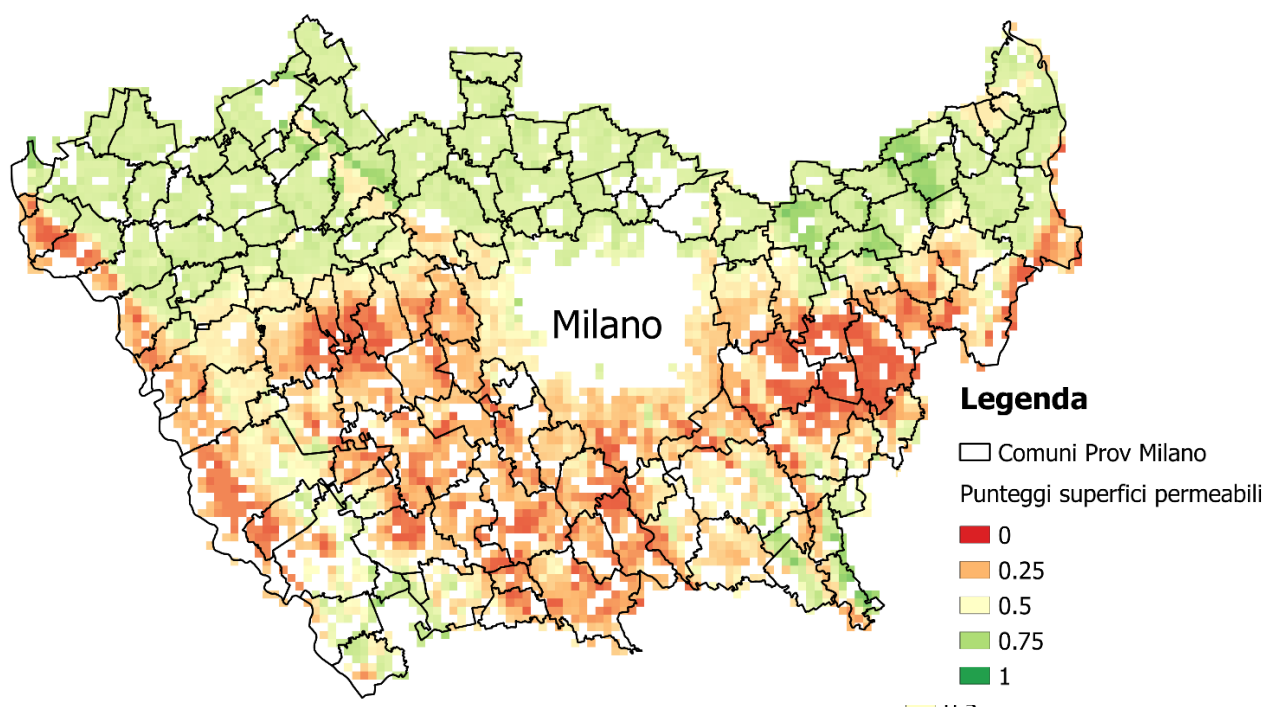 Milano
Legenda
Comuni Prov Milano
Punteggi superfici permeabili
0
0.25
0.5
0.75
1